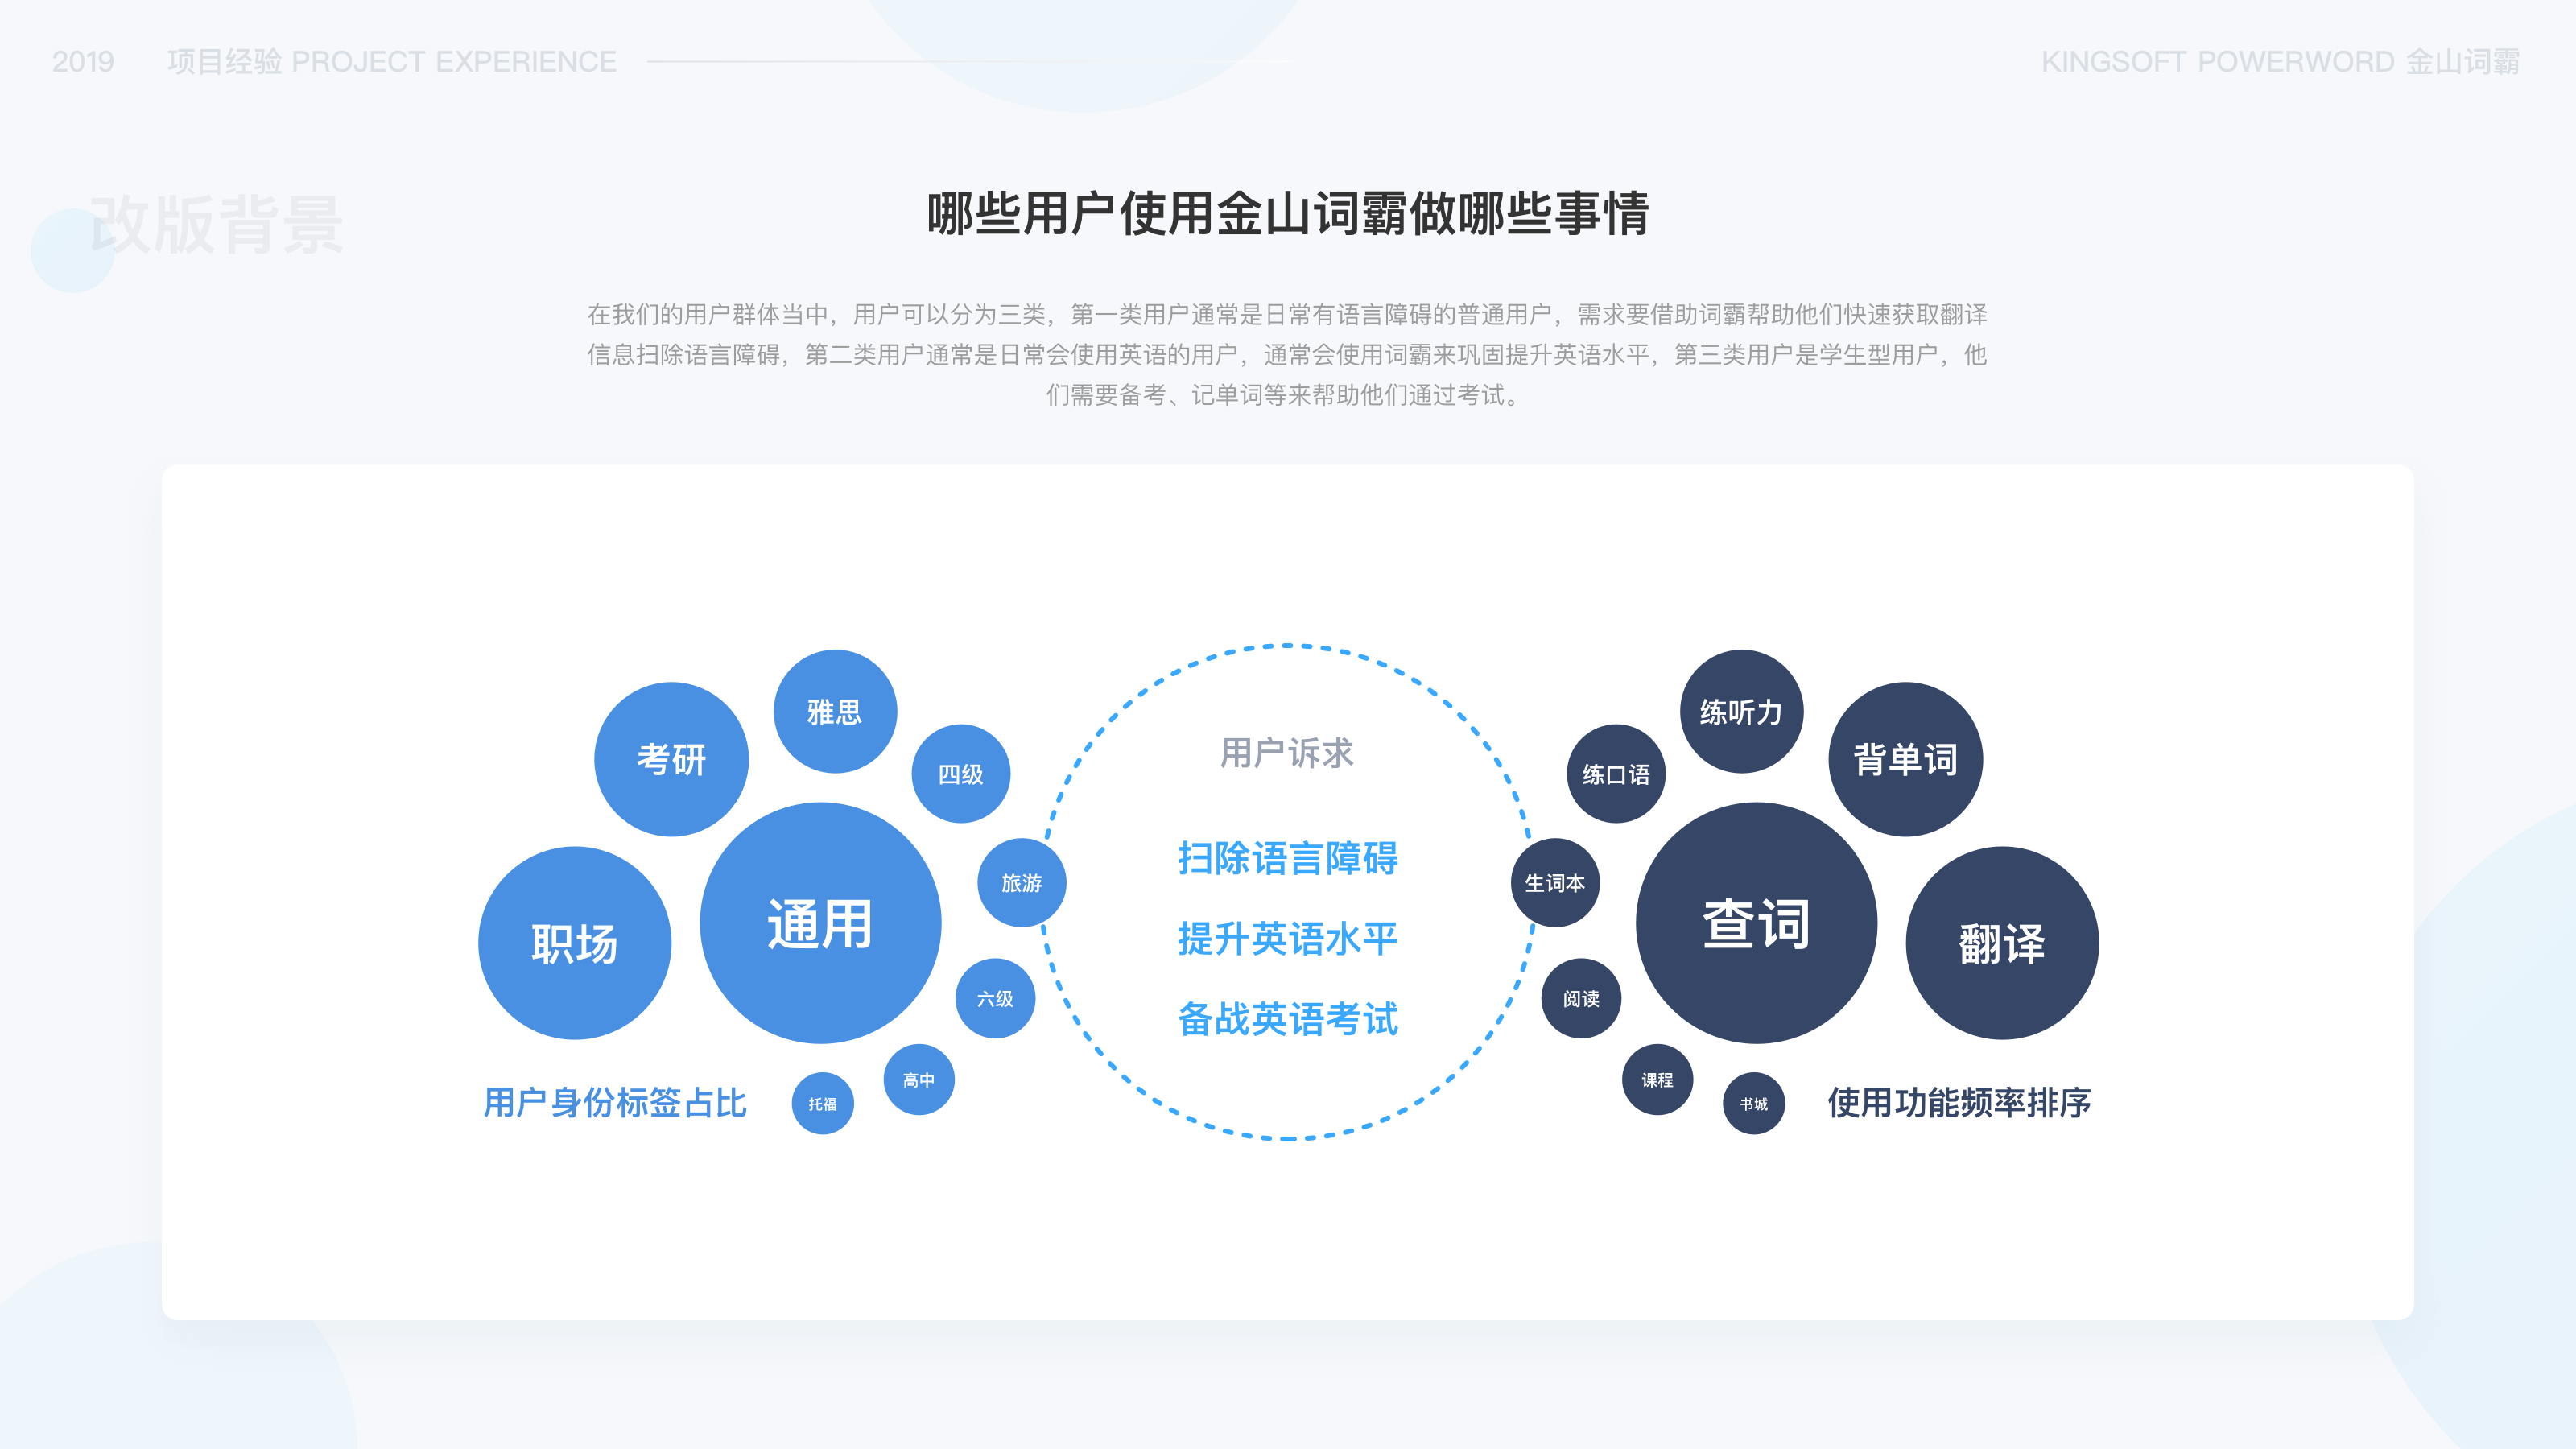 2019
项目经验 PROJECT EXPERIENCE
KINGSOFT POWERWORD 金山词霸
改版背景
哪些用户使用金山词霸做哪些事情
在我们的用户群体当中，用户可以分为三类，第一类用户通常是日常有语言障碍的普通用户，需求要借助词霸帮助他们快速获取翻译
信息扫除语言障碍，第二类用户通常是日常会使用英语的用户，通常会使用词霸来巩固提升英语水平，第三类用户是学生型用户，他
们需要备考、记单词等来帮助他们通过考试。
雅思
考研
四级
职场
通用
旅游
六级
高中
托福
用户身份标签占比
用户诉求
扫除语言障碍
提升英语水平
备战英语考试
练听力
背单词
练口语
生词本
查词
翻译
阅读
课程
书城
使用功能频率排序